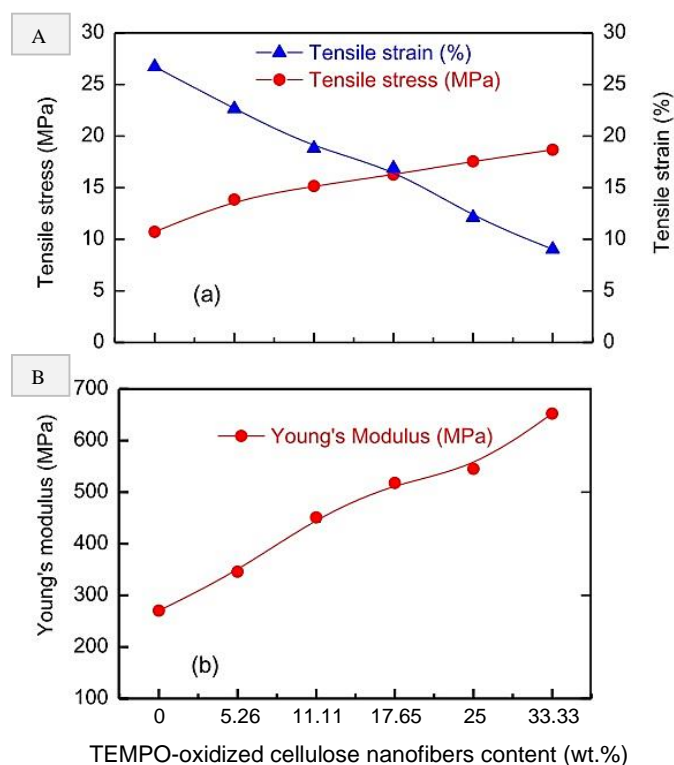 A
30
25
20
15
10
5
0
Tensile stress (MPa)
Tensile strain (%)
Tensile stress (MPa)
(a)
30
25
20
15
10
5
0
Tensile strain (%)
B
700
600
500
400
300
200
100
Young's modulus (MPa)
Young's Modulus (MPa)
(b)
0 5.26 11.11 17.65 25 33.33
TEMPO-oxidized cellulose nanofibers content (wt.%)